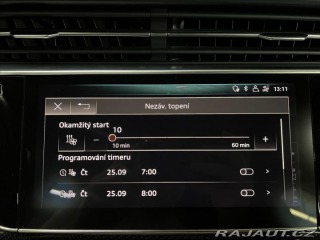 13:11
Nezáv. topení
Okamžitý start
10
10 min 60 min
Programování timeru
Čt 25.09 7:00
Čt 25.09 8:00
RAJAUT.CZ